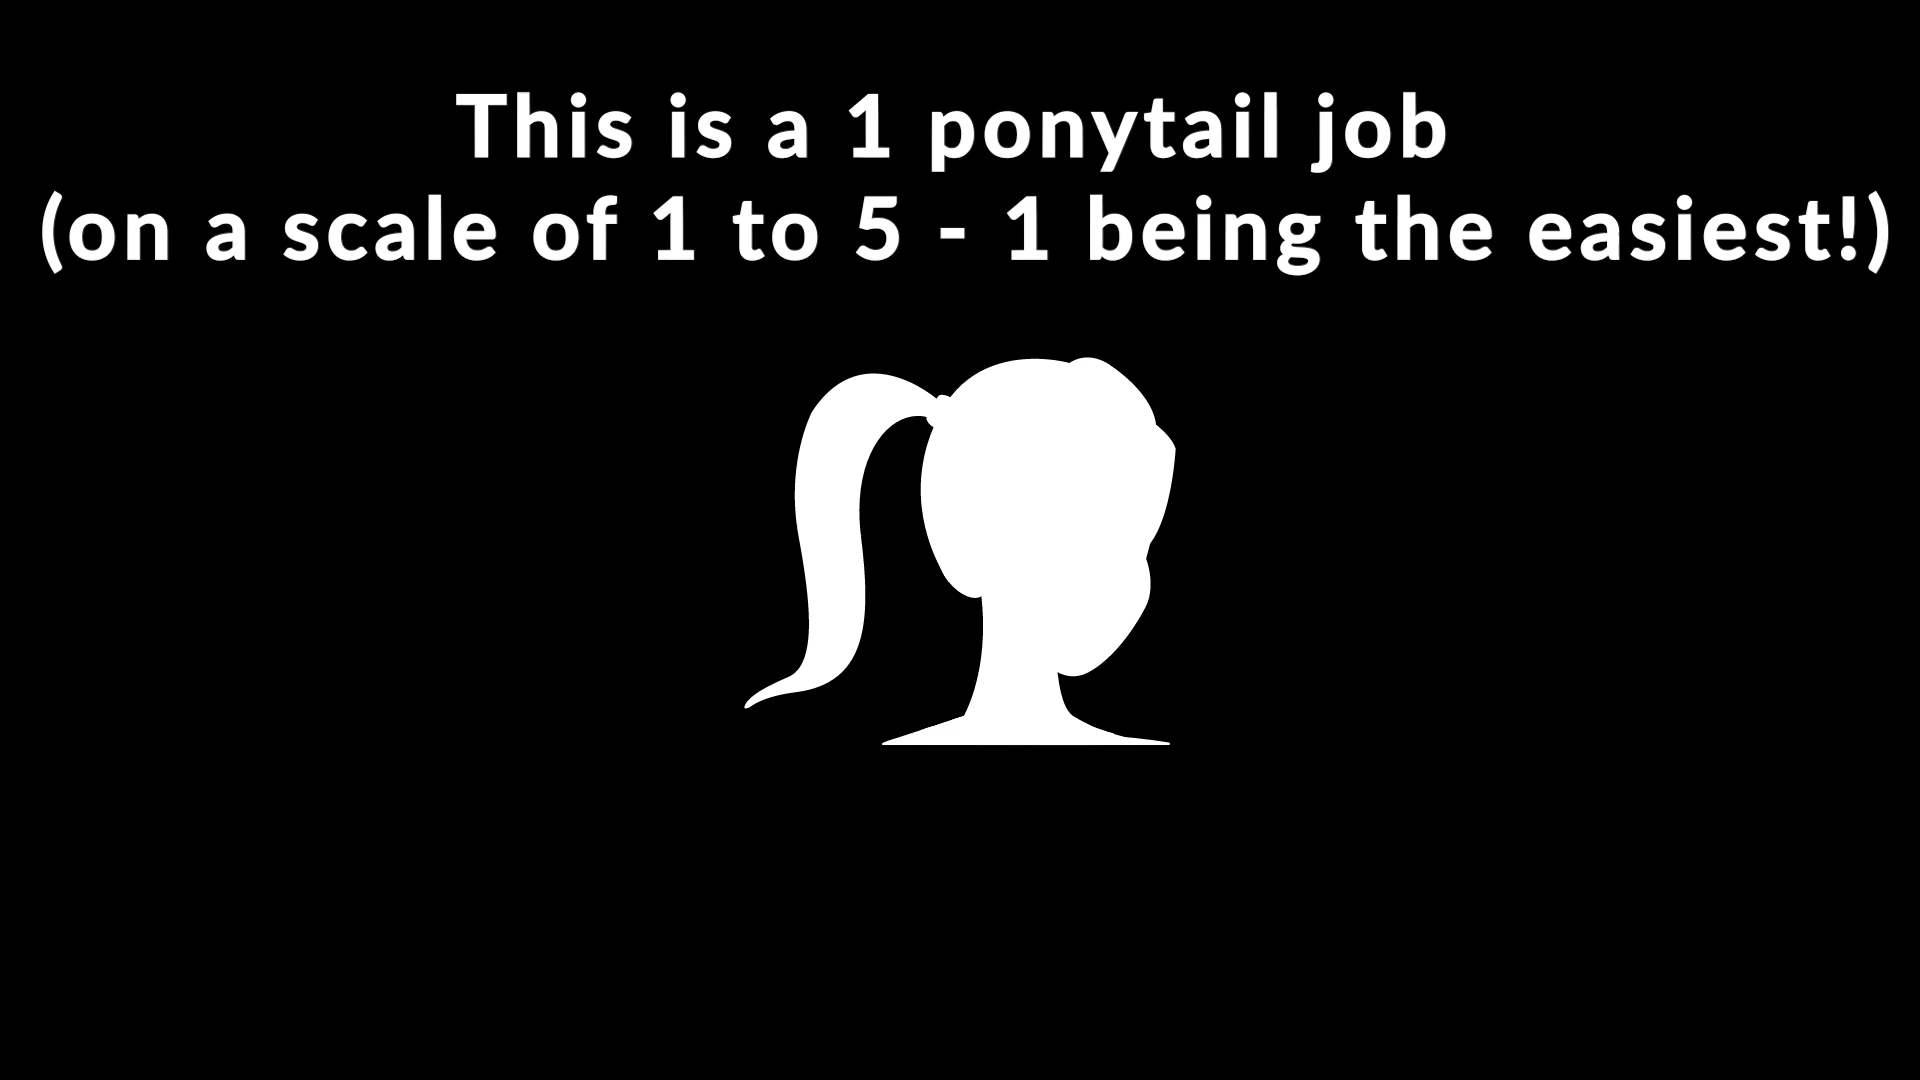 This is a 1 ponytail job
(on a scale of 1 to 5 - 1 being the easiest!)